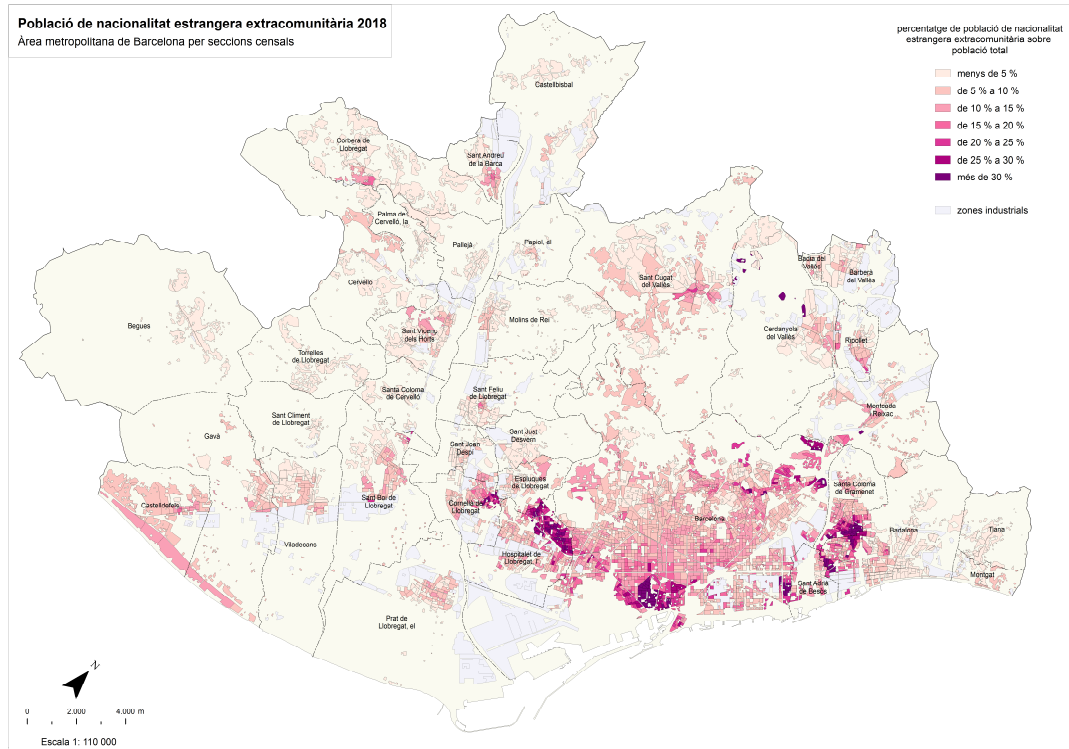 Població de nacionalitat estrangera extracomunitària 2018
Àrea metropolitana de Barcelona per seccions censals
percentatge de població de nacionalitat
estrangera extracomunitària sobre
població total
menys de 5 %
de 5 % a 10 %
de 10 % a 15 %
de 15 % a 20 %
de 20 % a 25 %
de 25 % a 30 %
més de 30 %
zones industrials
Castellbisbal
Corbera de
Llobregat
Sant Andreu
de la Barca
Palma de
Cervelló, la
Pallejà
Papiol, el
Sant Cugat
del Vallès
Badia del
Vallès
Barberà
del Vallès
Cervelló
Begues
Molins de Rei
Sant Vicenç
dels Horts
Cerdanyola
del Vallès
Ripollet
Torrelles
de Llobregat
Santa Coloma
de Cervelló
Sant Feliu
de Llobregat
Montcada
i Reixac
Sant Climent
de Llobregat
Gavà
Sant Just
Desvern
Sant Joan
Despí
Esplugues
de Llobregat
Santa Coloma
de Gramenet
Castelldefels
Sant Boi de
Llobregat
Cornellà de
Llobregat
Barcelona
Badalona
Tiana
Viladecans
Hospitalet de
Llobregat, l'
Montgat
Sant Adrià
de Besòs
Prat de
Llobregat, el
N
0 2.000 4.000 m
Escala 1: 110 000